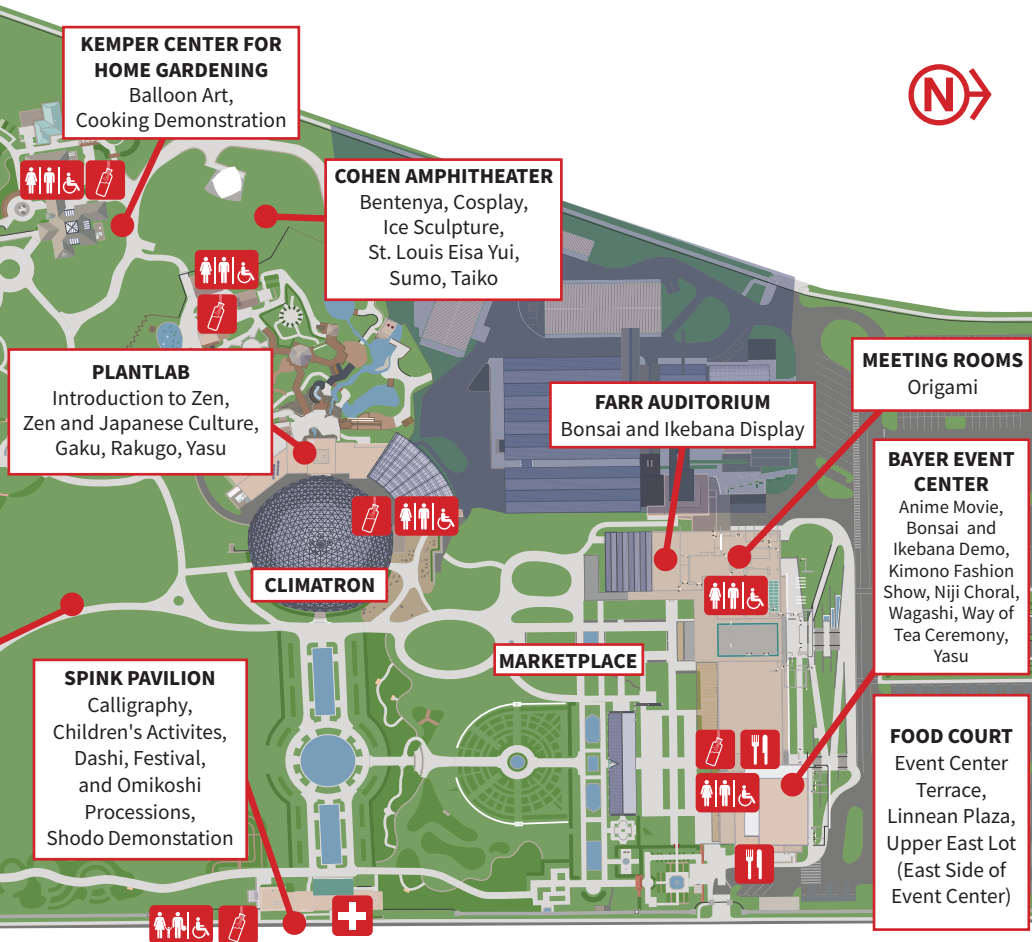 KEMPER CENTER FOR
HOME GARDENING
Balloon Art,
Cooking Demonstration
N
COHEN AMPHITHEATER
Bentenya, Cosplay,
Ice Sculpture,
St. Louis Eisa Yui,
Sumo, Taiko
PLANTLAB
Introduction to Zen,
Zen and Japanese Culture,
Gaku, Rakugo, Yasu
MEETING ROOMS
Origami
FARR AUDITORIUM
Bonsai and Ikebana Display
BAYER EVENT
CENTER
Anime Movie,
Bonsai and
Ikebana Demo,
Kimono Fashion
Show, Niji Choral,
Wagashi, Way of
Tea Ceremony,
Yasu
CLIMATRON
MARKETPLACE
SPINK PAVILION
Calligraphy,
Children's Activites,
Dashi, Festival,
and Omikoshi
Processions,
Shodo Demonstation
FOOD COURT
Event Center
Terrace,
Linnean Plaza,
Upper East Lot
(East Side of
Event Center)